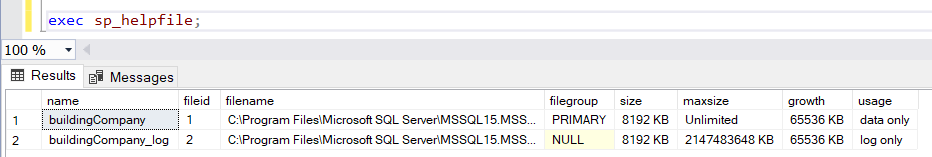 exec sp_helpfile;
100 %
Results Messages
name fileid filename filegroup size maxsize growth usage
1 buildingCompany 1 C:\Program Files\Microsoft SQL Server\MSSQL15.MSS... PRIMARY 8192 KB Unlimited 65536 KB data only
2 buildingCompany_log 2 C:\Program Files\Microsoft SQL Server\MSSQL15.MSS... NULL 8192 KB 2147483648 KB 65536 KB log only